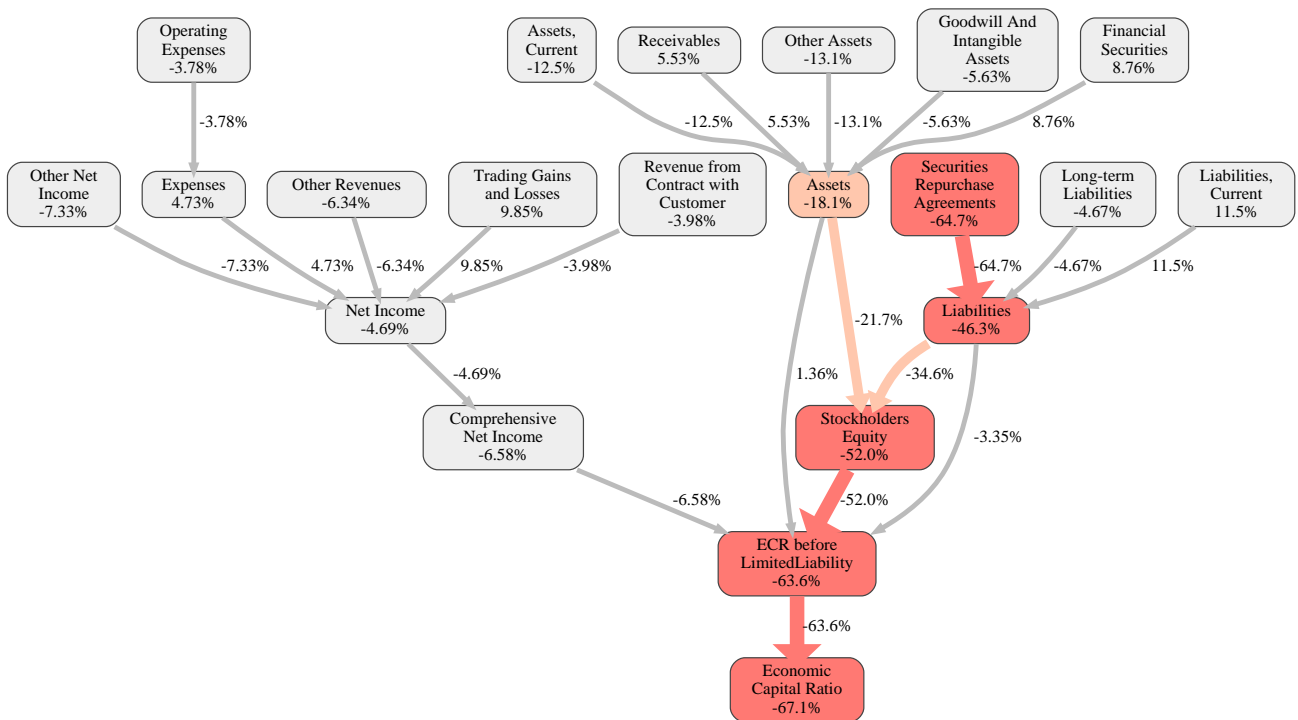 Operating
Expenses
-3.78%
Assets,
Current
-12.5%
Receivables
5.53%
Other Assets
-13.1%
Goodwill And
Intangible
Assets
-5.63%
Financial
Securities
8.76%
-3.78%
-12.5%
5.53%
-13.1%
-5.63%
8.76%
Other Net
Income
-7.33%
Expenses
4.73%
Other Revenues
-6.34%
Trading Gains
and Losses
9.85%
Revenue from
Contract with
Customer
-3.98%
Assets
-18.1%
Securities
Repurchase
Agreements
-64.7%
Long-term
Liabilities
-4.67%
Liabilities,
Current
11.5%
-7.33%
4.73%
-6.34%
9.85%
-3.98%
-64.7%
-4.67%
11.5%
Net Income
-4.69%
-21.7%
Liabilities
-46.3%
-4.69%
1.36%
-34.6%
Comprehensive
Net Income
-6.58%
Stockholders
Equity
-52.0%
-3.35%
-6.58%
-52.0%
ECR before
LimitedLiability
-63.6%
-63.6%
Economic
Capital Ratio
-67.1%